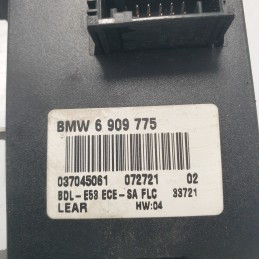 BMW 6 909 775
037045061 072721 02
BDL-E53 ECE-SA FLC 33721
LEAR HW:04